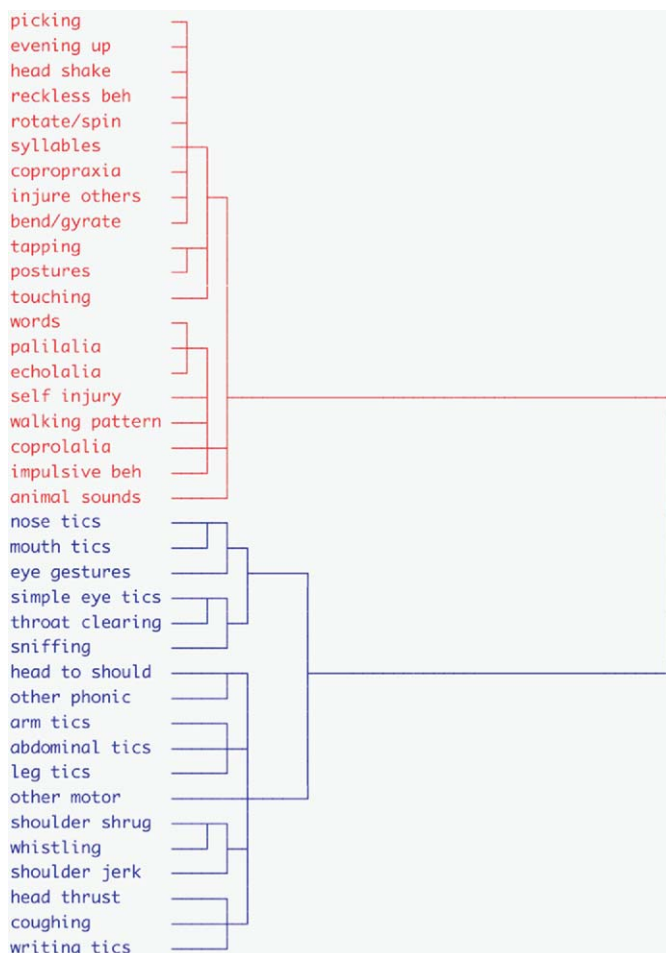 picking
evening up
head shake
reckless beh
rotate/spin
syllables
copropraxia
injure others
bend/gyrate
tapping
postures
touching
words
palilalia
echolalia
self injury
walking pattern
coprolalia
impulsive beh
animal sounds
nose tics
mouth tics
eye gestures
simple eye tics
throat clearing
sniffing
head to should
other phonic
arm tics
abdominal tics
leg tics
other motor
shoulder shrug
whistling
shoulder jerk
head thrust
coughing
writing tics